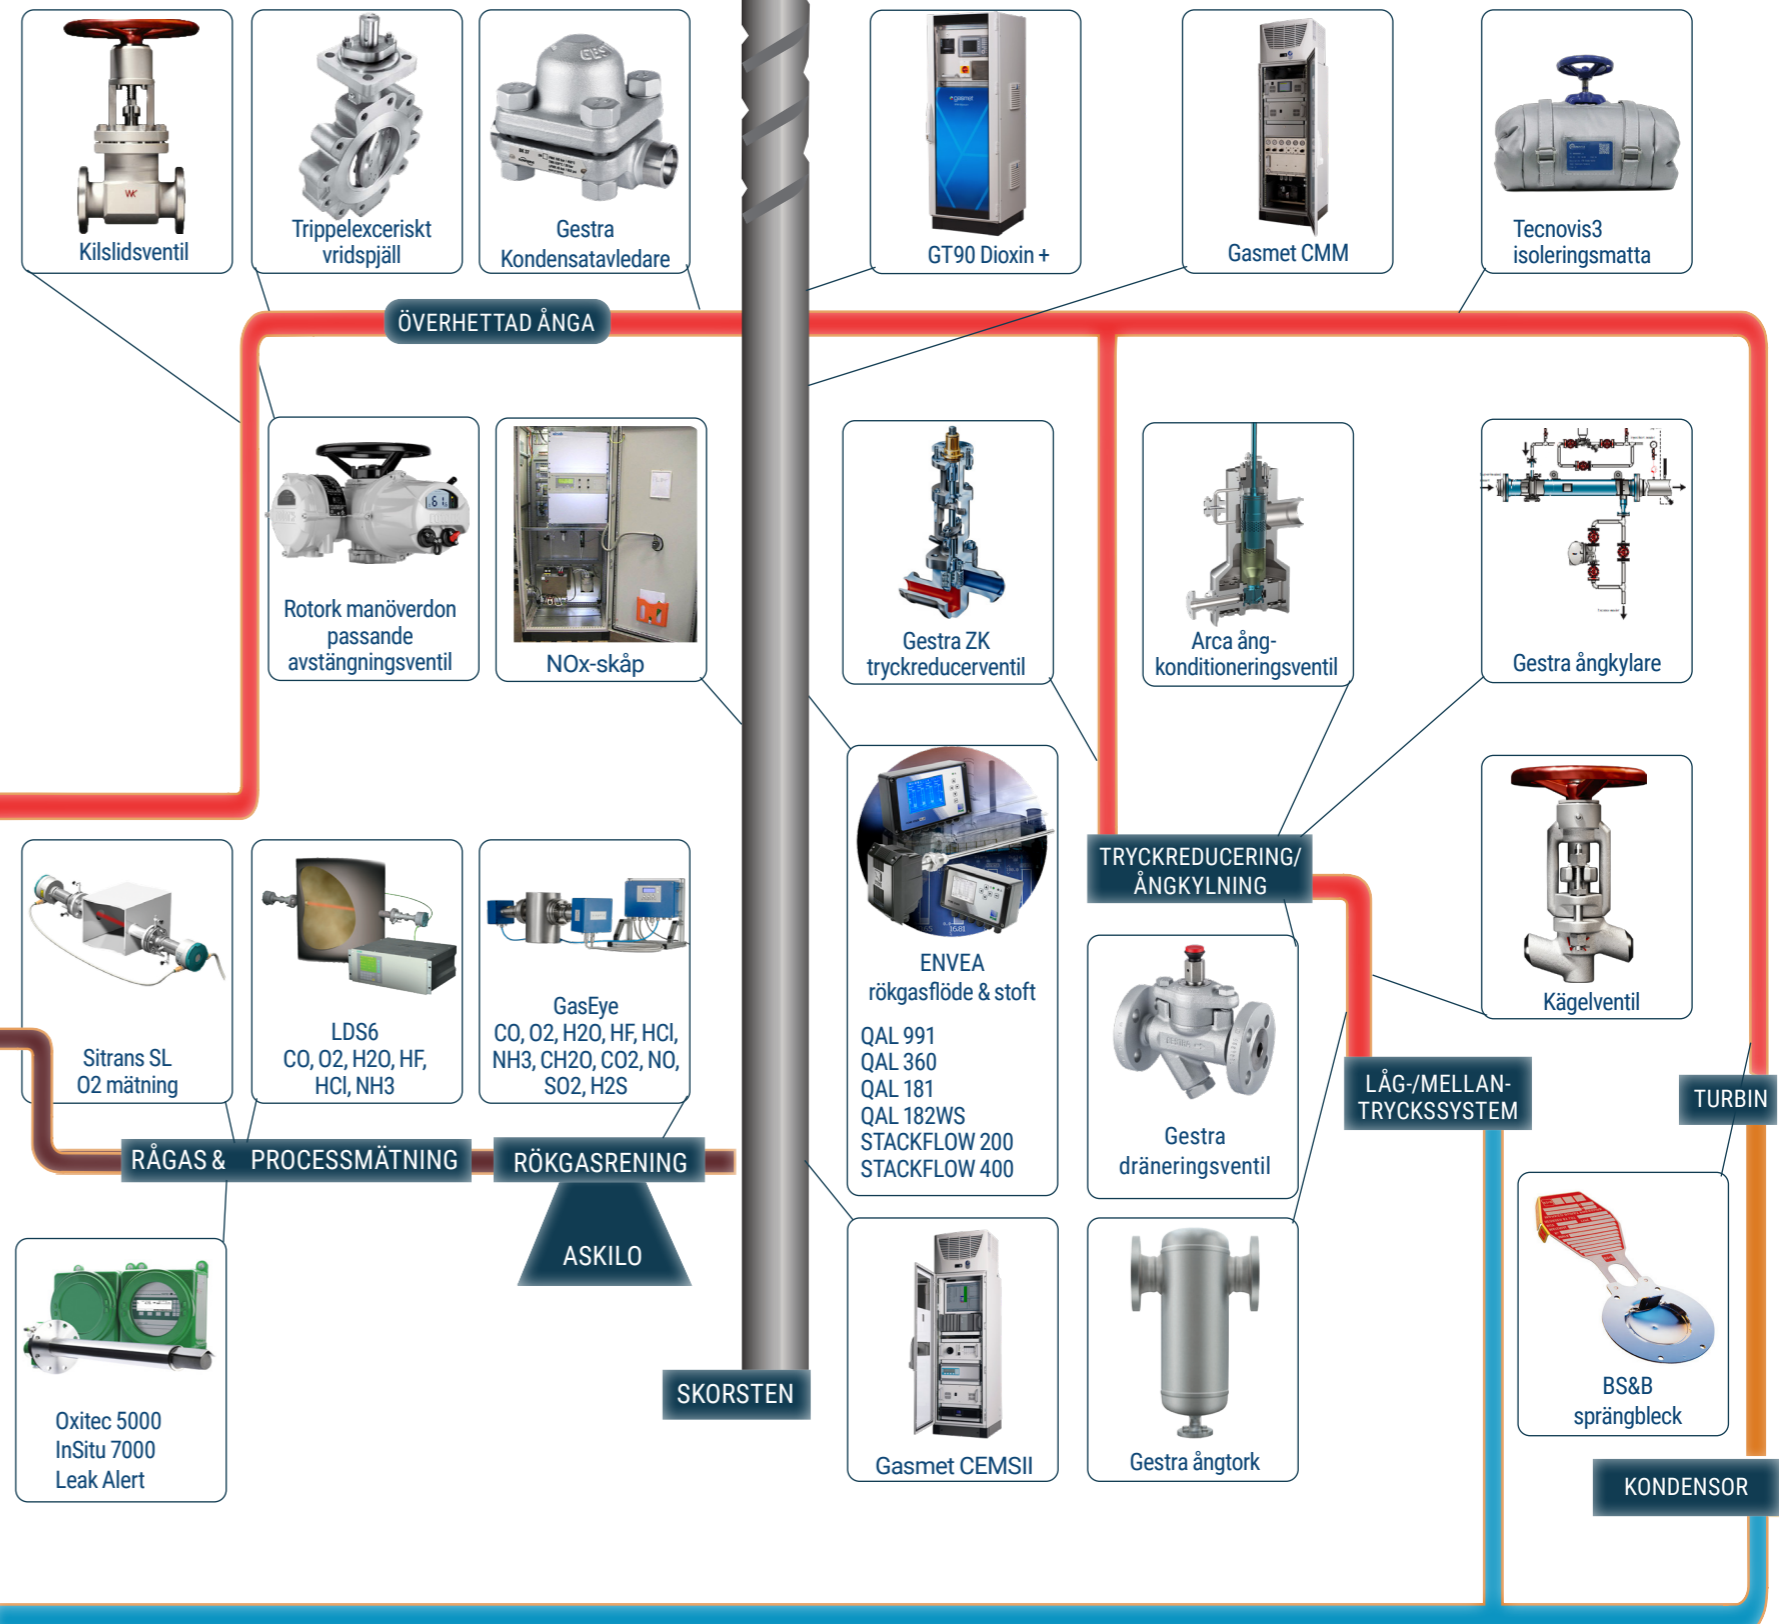 Kilslidsventil
Trippelexceriskt
vridspjäll
Gestra
Kondensatavledare
GT90 Dioxin +
Gasmet CMM
Tecnovis3
isoleringsmatta
ÖVERHETTAD ÅNGA
Rotork manöverdon
passande
avstängningsventil
NOx-skåp
Gestra ZK
tryckreducerventil
Arca ång-
konditioneringsventil
Gestra ångkylare
TRYCKREDUCERING/
ÅNGKYLNING
Kägelventil
Sitrans SL
O2 mätning
LDS6
CO, O2, H2O, HF,
HCl, NH3
GasEye
CO, O2, H2O, HF, HCl,
NH3, CH2O, CO2, NO,
SO2, H2S
ENVEA
rökgasflöde & stoft
QAL 991
QAL 360
QAL 181
QAL 182WS
STACKFLOW 200
STACKFLOW 400
Gestra
dräneringsventil
LÅG-/MELLAN-
TRYCKSSYSTEM
TURBIN
RÅGAS & PROCESSMÄTNING
RÖKGASRENING
ASKILO
Oxitec 5000
InSitu 7000
Leak Alert
SKORSTEN
Gasmet CEMSII
Gestra ångtork
BS&B
sprängbleck
KONDENSOR